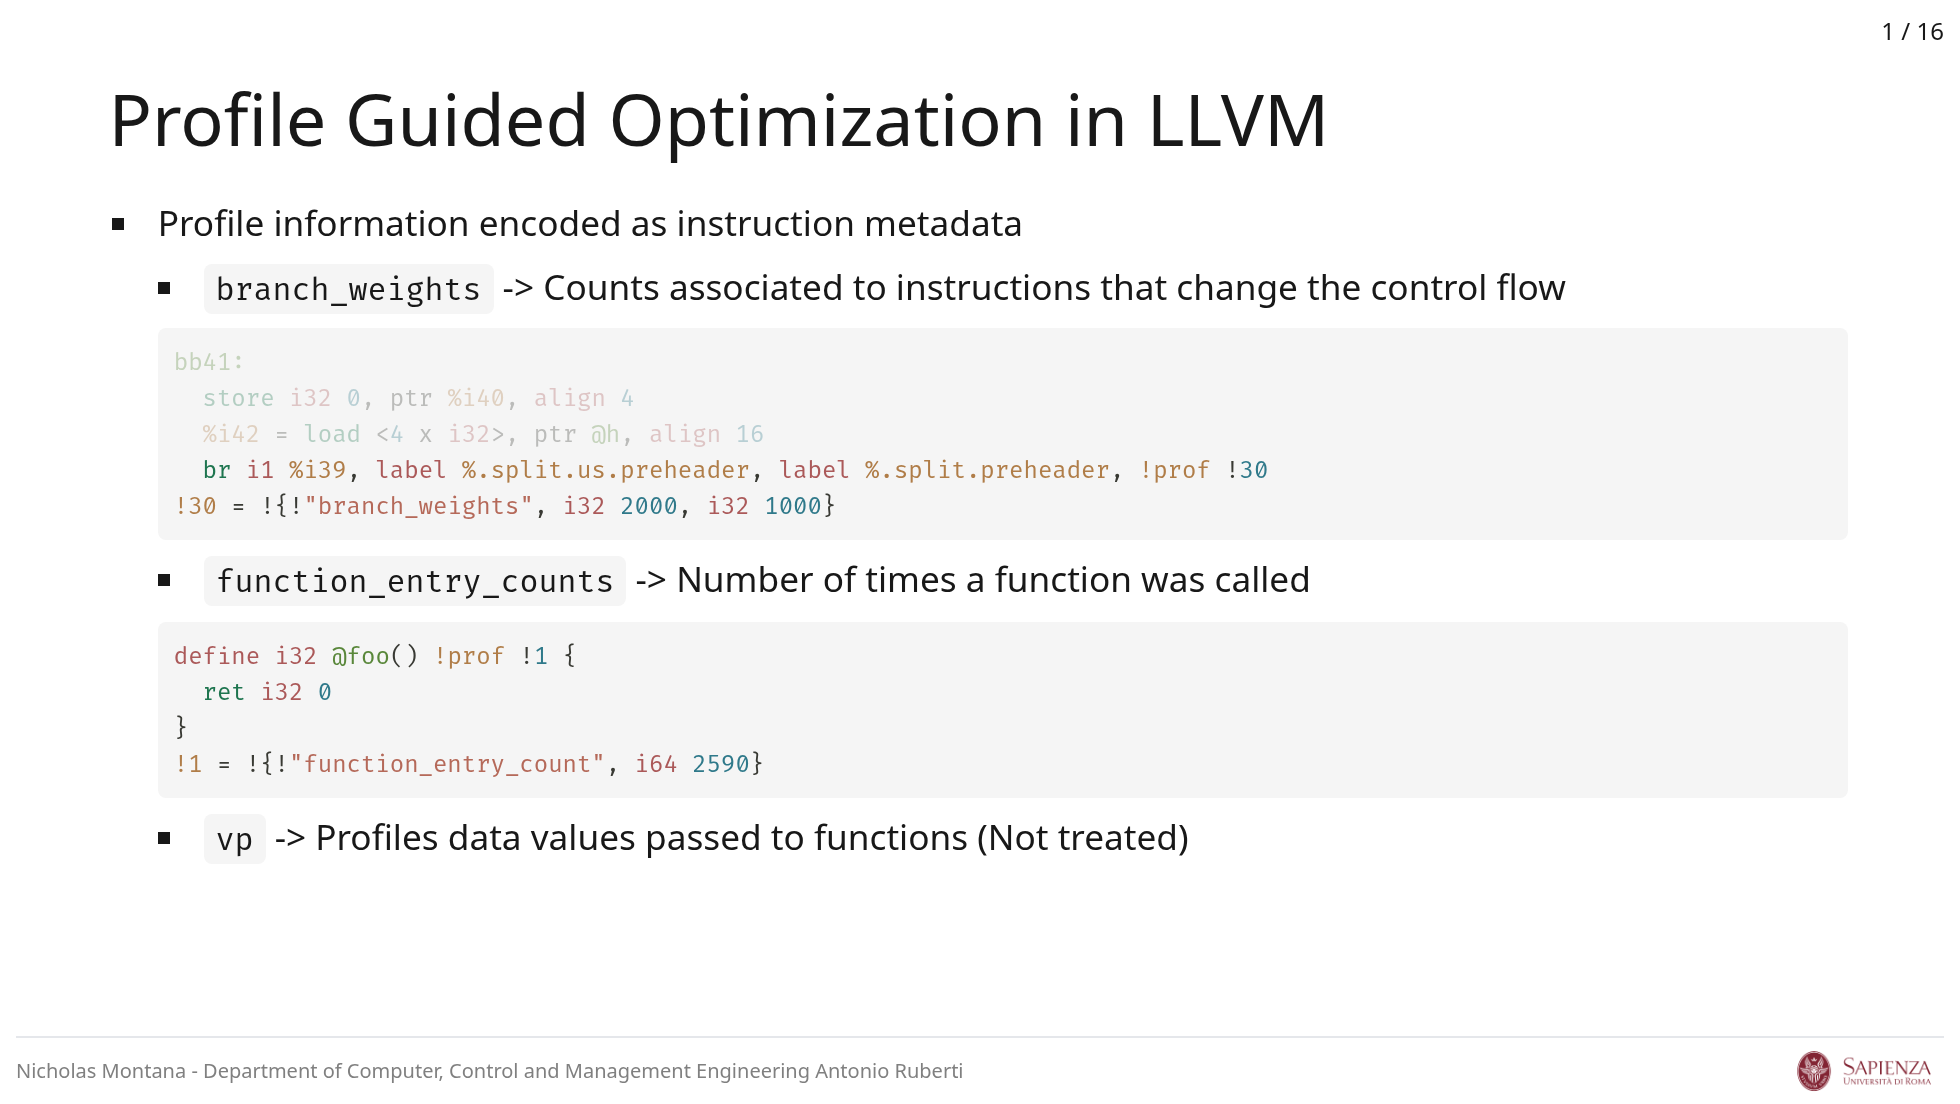 1 / 16
Profile Guided Optimization in LLVM
Profile information encoded as instruction metadata
branch_weights -> Counts associated to instructions that change the control flow
bb41:
store i32 0, ptr %i40, align 4
%i42 = load <4 x i32>, ptr @h, align 16
br i1 %i39, label %.split.us.preheader, label %.split.preheader, !prof !30
!30 = !{!"branch_weights", i32 2000, i32 1000}
function_entry_counts -> Number of times a function was called
define i32 @foo() !prof !1 {
ret i32 0
}
!1 = !{!"function_entry_count", i64 2590}
vp -> Profiles data values passed to functions (Not treated)
Nicholas Montana - Department of Computer, Control and Management Engineering Antonio Ruberti
SAPIENZA
UNIVERSITÀ DI ROMA